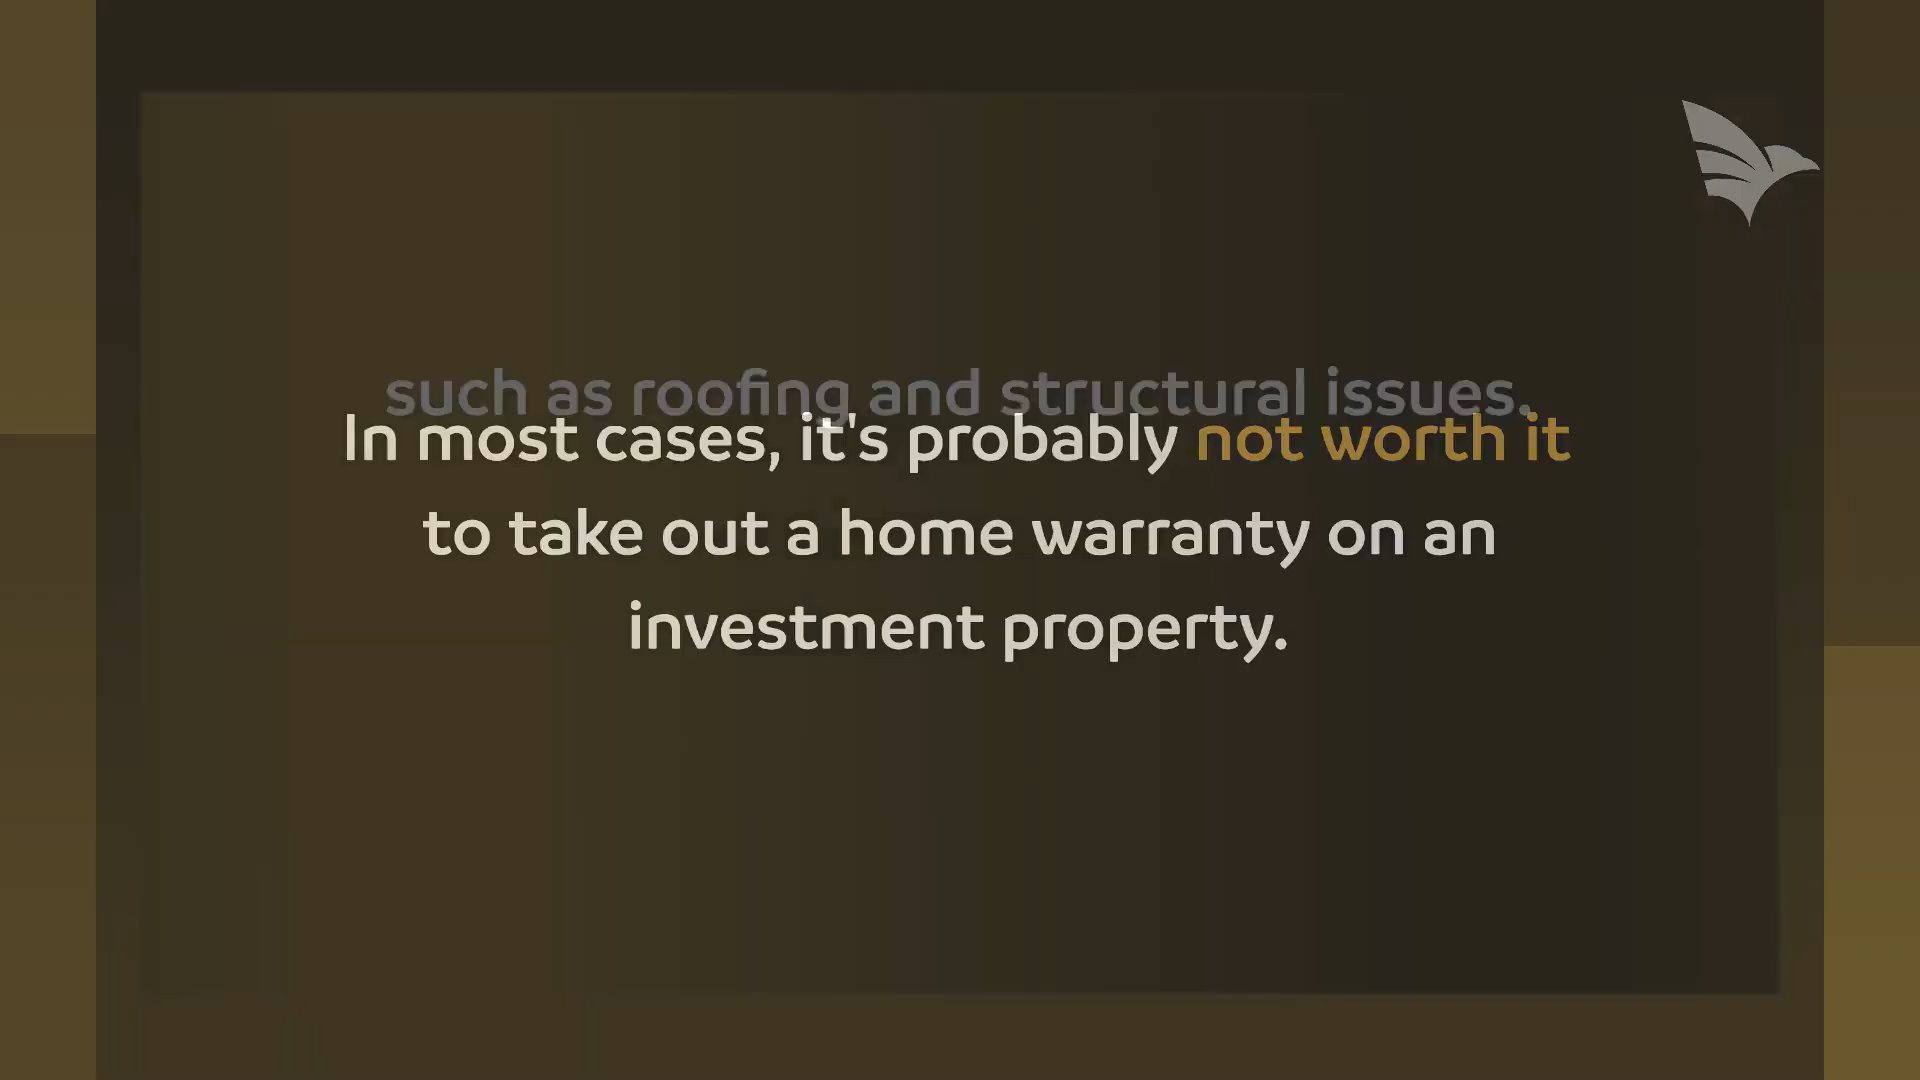 such as roofing and structural issues.
In most cases, it's probably not worth it
to take out a home warranty on an
investment property.